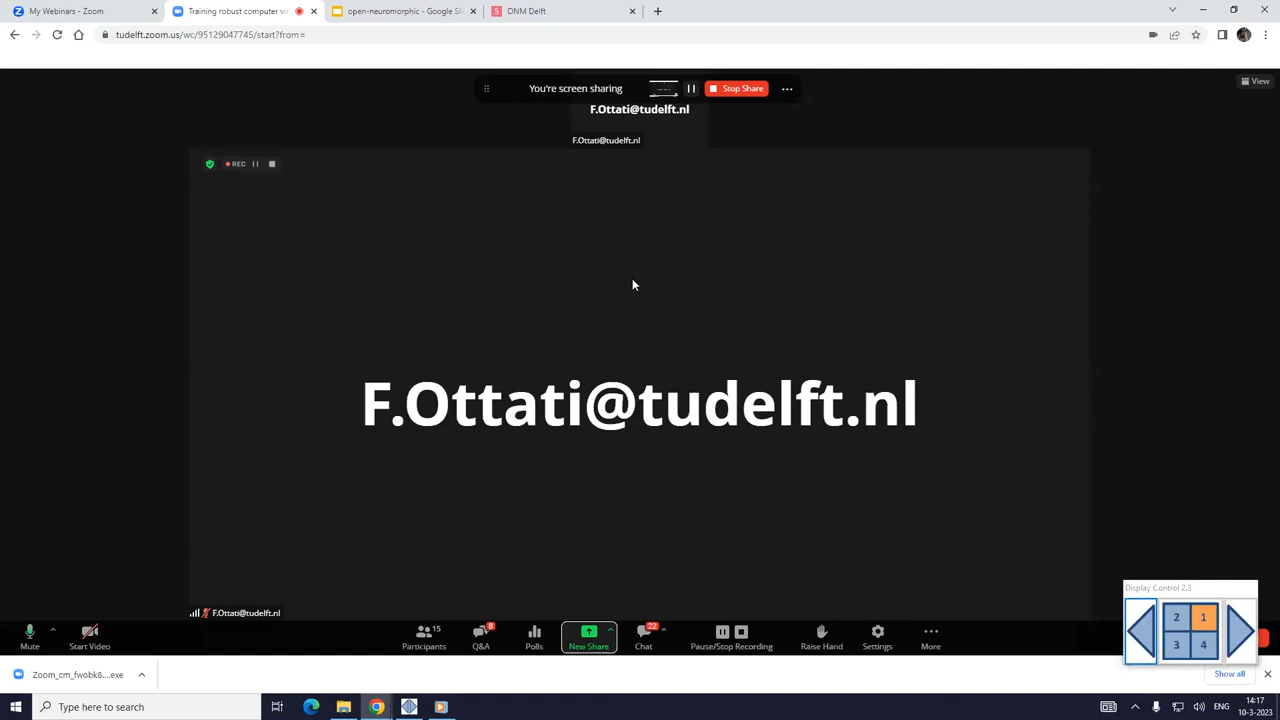 My Webinars - Zoom
Training robust computer vi
open-neuromorphic - Google Sl
ONM Delft
tudelft.zoom.us/wc/95129047745/start?from=
You're screen sharing
Stop Share
View
F.Ottati@tudelft.nl
F.Ottati@tudelft.nl
REC
F.Ottati@tudelft.nl
F.Ottati@tudelft.nl
Display Control 2.3
2 1
3 4
15
8
22
Mute
Start Video
Participants
Q&A
Polls
New Share
Chat
Pause/Stop Recording
Raise Hand
Settings
More
Zoom_cm_fwobk8....exe
Show all
Type here to search
ENG
14:17
10-3-2023